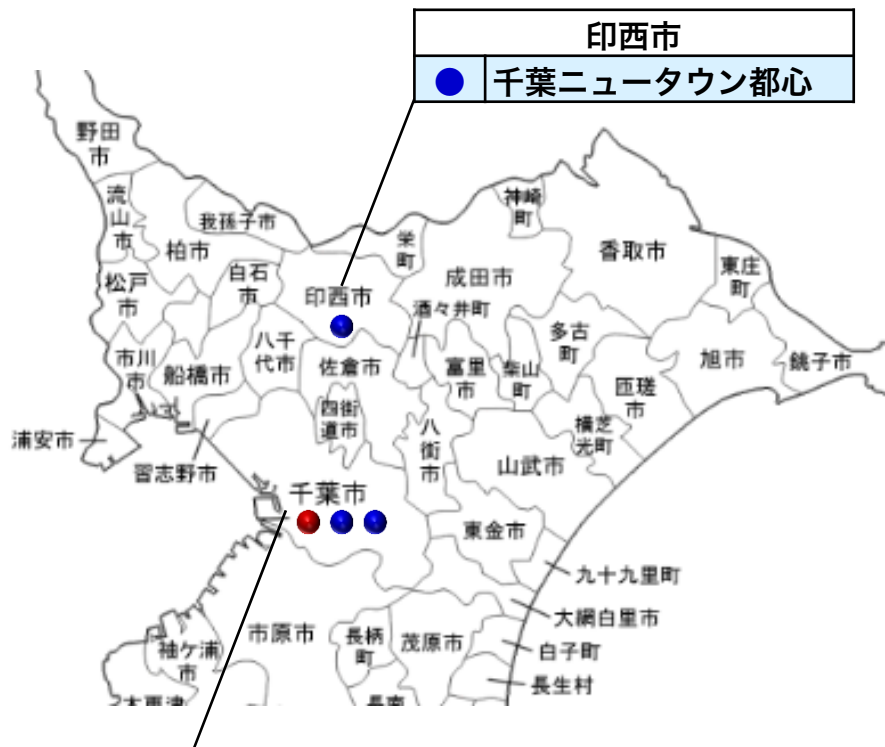 印西市
千葉ニュータウン都心
野田
市
流
山
市
柏市
我孫子市
栄
町
神崎
町
香取市
東庄
町
松戸
市
白石
市
印西市
成田市
酒々井町
多古
町
旭市
銚子市
市川
市
船橋市
八千
代市
佐倉市
富里
市
柴山
町
匝瑳
市
浦安市
習志野市
四街
道市
八
街
市
横芝
光町
山武市
千葉市
東金市
九十九里町
大網白里市
白子町
長生村
袖ケ浦
市
市原市
長柄
町
茂原市
木更津
長南